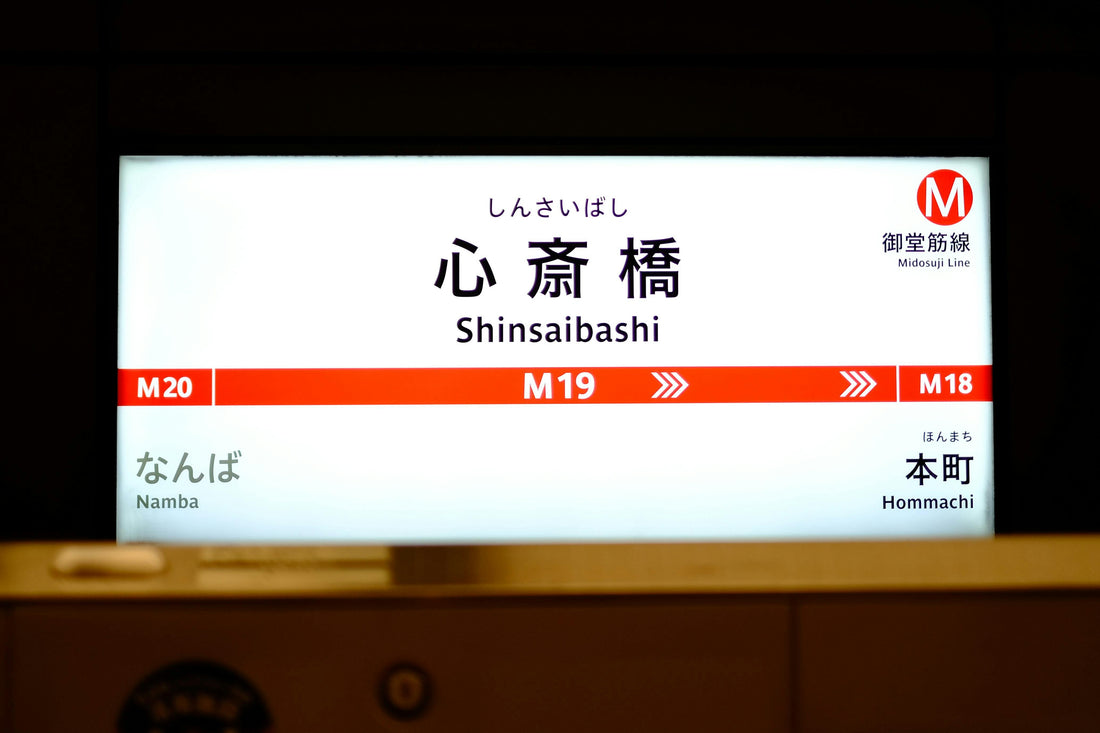 しんさいばし
心斎橋
Shinsaibashi
M
御堂筋線
Midosuji Line
M20
M19
M18
なんば
Namba
ほんまち
本町
Hommachi